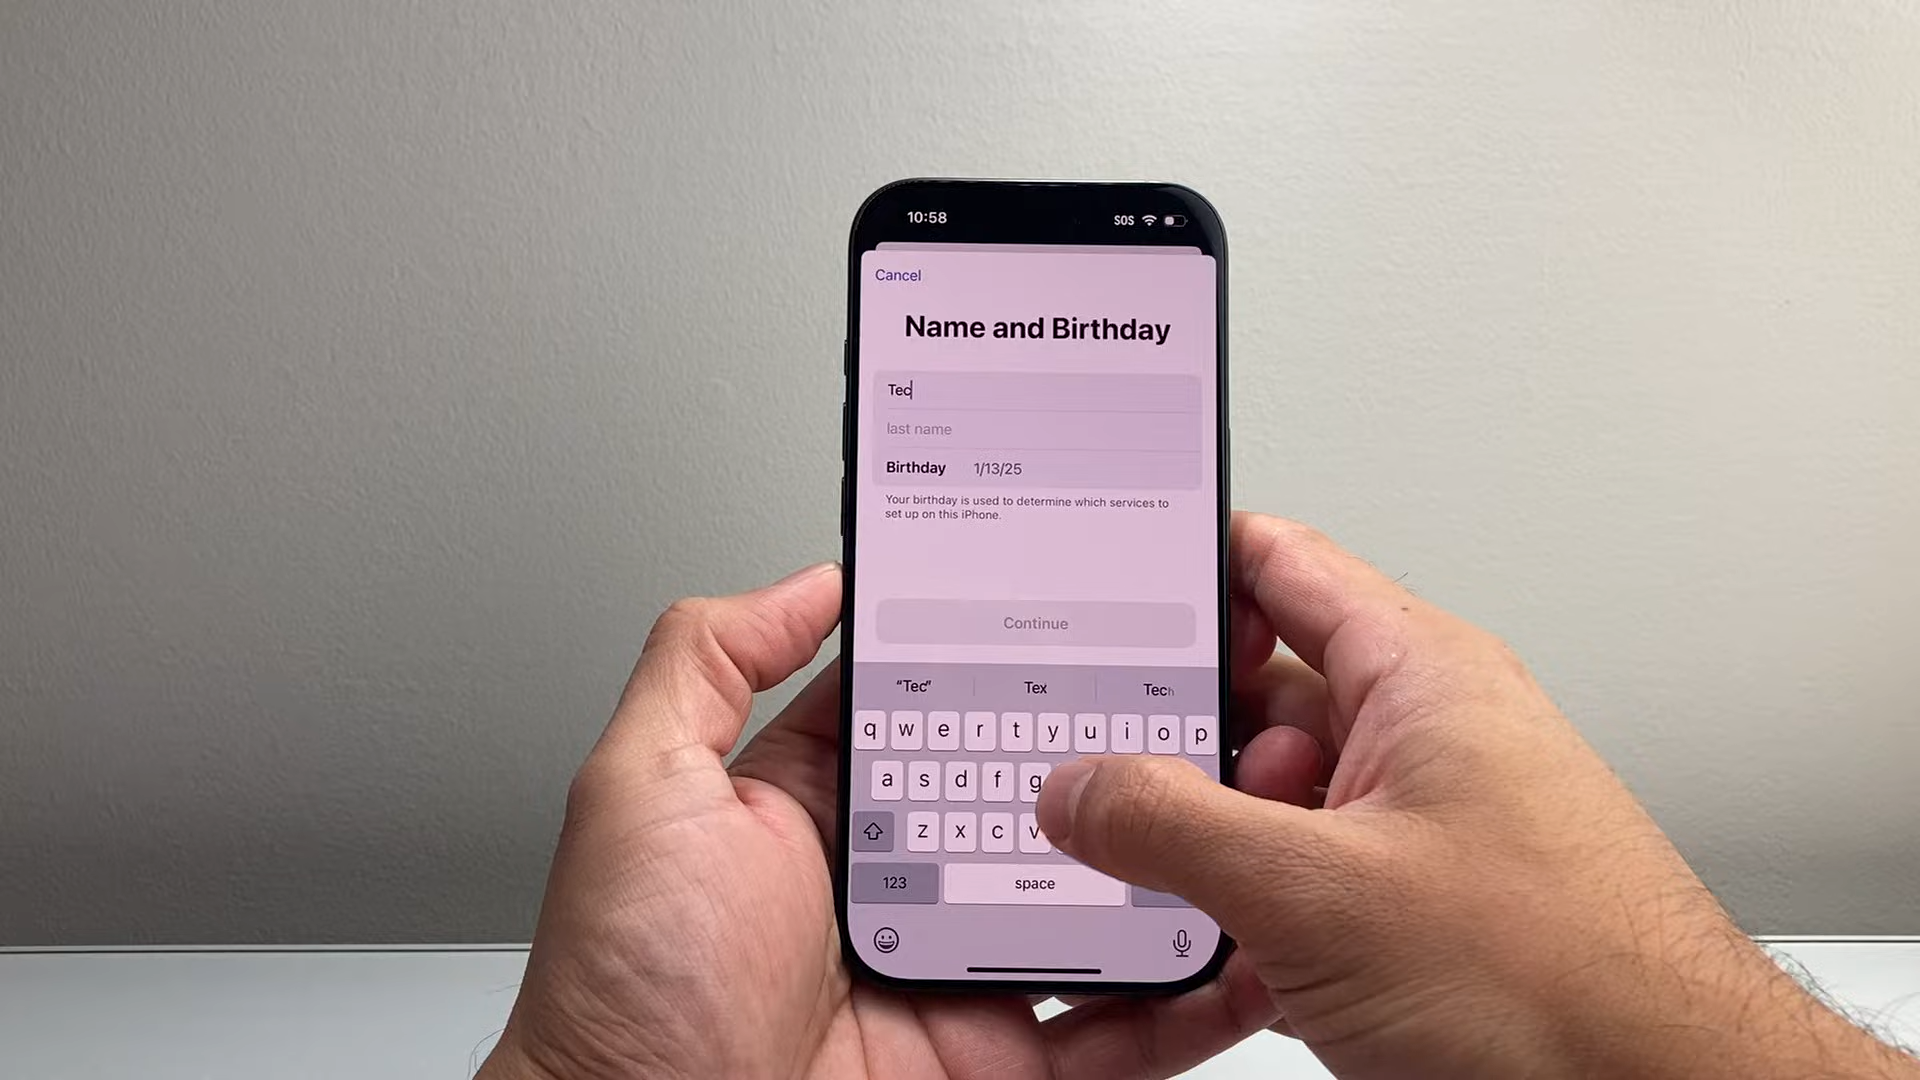 10:58 SOS
Cancel
Name and Birthday
Tec
last name
Birthday 1/13/25
Your birthday is used to determine which services to
set up on this iPhone.
Continue
“Tec” Tex Tech
q w e r t y u i o p
a s d f g
z x c v
123 space